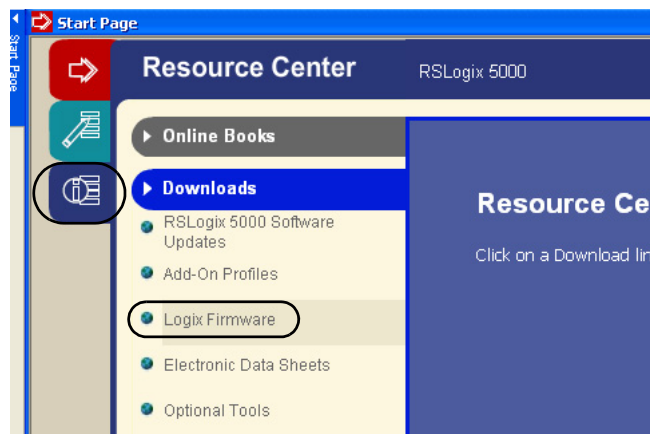 Start Page
Start Page
Resource Center
RSLogix 5000
Online Books
Downloads
RSLogix 5000 Software
Updates
Add-On Profiles
Logix Firmware
Electronic Data Sheets
Optional Tools
Resource Ce
Click on a Download lin